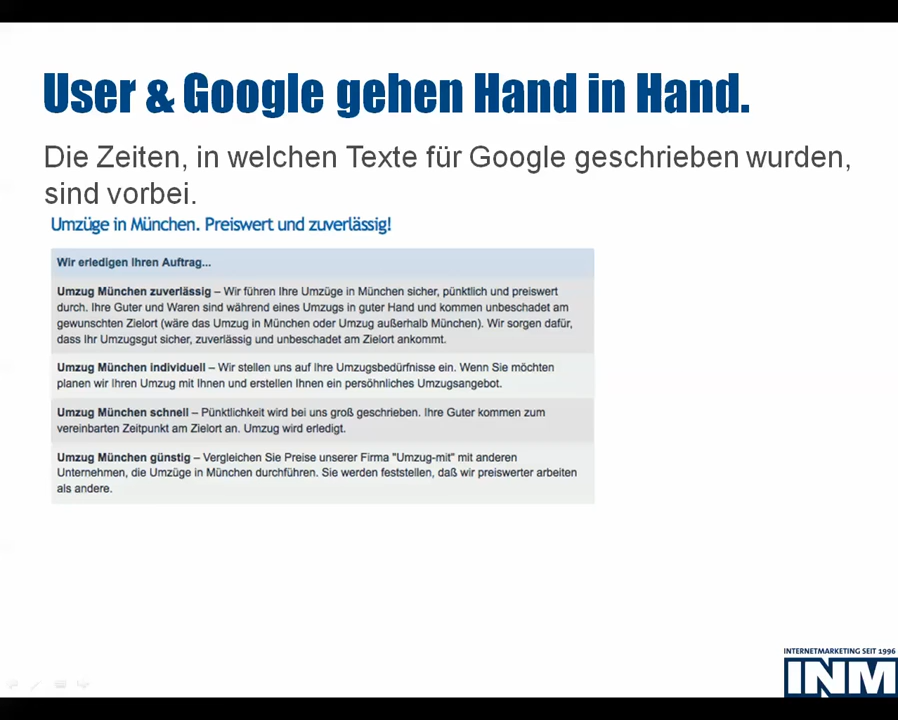 User & Google gehen Hand in Hand.
Die Zeiten, in welchen Texte für Google geschrieben wurden,
sind vorbei.
Umzüge in München. Preiswert und zuverlässig!
Wir erledigen Ihren Auftrag...
Umzug München zuverlässig – Wir führen Ihre Umzüge in München sicher, pünktlich und preiswert
durch. Ihre Guter und Waren sind während eines Umzugs in guter Hand und kommen unbeschadet am
gewunschten Zielort (wäre das Umzug in München oder Umzug außerhalb München). Wir sorgen dafür,
dass Ihr Umzugsgut sicher, zuverlässig und unbeschadet am Zielort ankommt.
Umzug München individuell – Wir stellen uns auf Ihre Umzugsbedürfnisse ein. Wenn Sie möchten
planen wir Ihren Umzug mit Ihnen und erstellen Ihnen ein persöhnliches Umzugsangebot.
Umzug München schnell – Pünktlichkeit wird bei uns groß geschrieben. Ihre Guter kommen zum
vereinbarten Zeitpunkt am Zielort an. Umzug wird erledigt.
Umzug München günstig – Vergleichen Sie Preise unserer Firma "Umzug-mit" mit anderen
Unternehmen, die Umzüge in München durchführen. Sie werden feststellen, daß wir preiswerter arbeiten
als andere.
INTERNETMARKETING SEIT 1996
INM